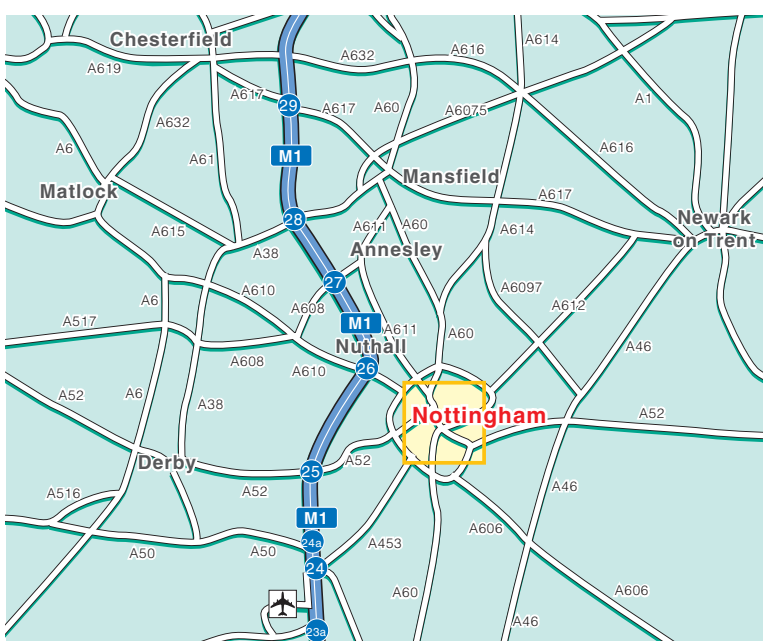 Chesterfield
A614
A632
A616
A619
A617
A617
A60
A6075
A1
29
A632
A6
A61
A616
M1
Mansfield
Matlock
A617
28
A611
A60
A614
Newark
on Trent
A615
A38
Annesley
A6
A610
27
A6097
A608
A612
A517
M1
A611
A60
Nuthall
A46
A608
A610
26
A52
A6
A38
Nottingham
A52
Derby
A52
25
A516
A52
A46
M1
A606
A50
A50
24a
A453
24
A60
A606
23a
A46